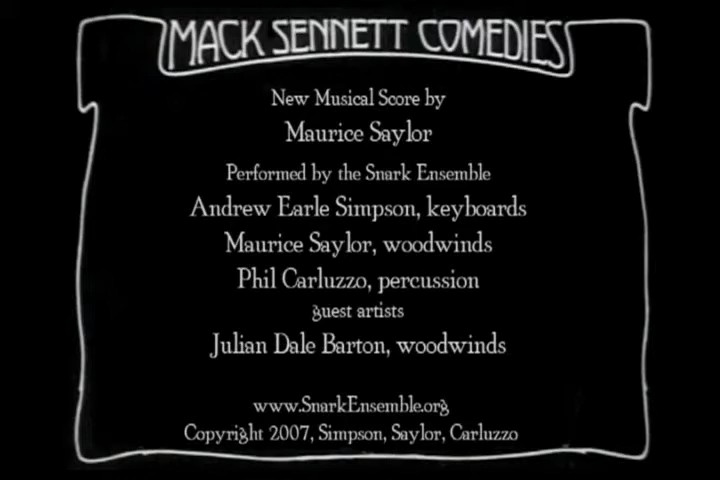 MACK SENNETT COMEDIES
New Musical Score by
Maurice Saylor
Performed by the Snark Ensemble
Andrew Earle Simpson, keyboards
Maurice Saylor, woodwinds
Phil Carluzzo, percussion
guest artists
Julian Dale Barton, woodwinds
www.SnarkEnsemble.org
Copyright 2007, Simpson, Saylor, Carluzzo